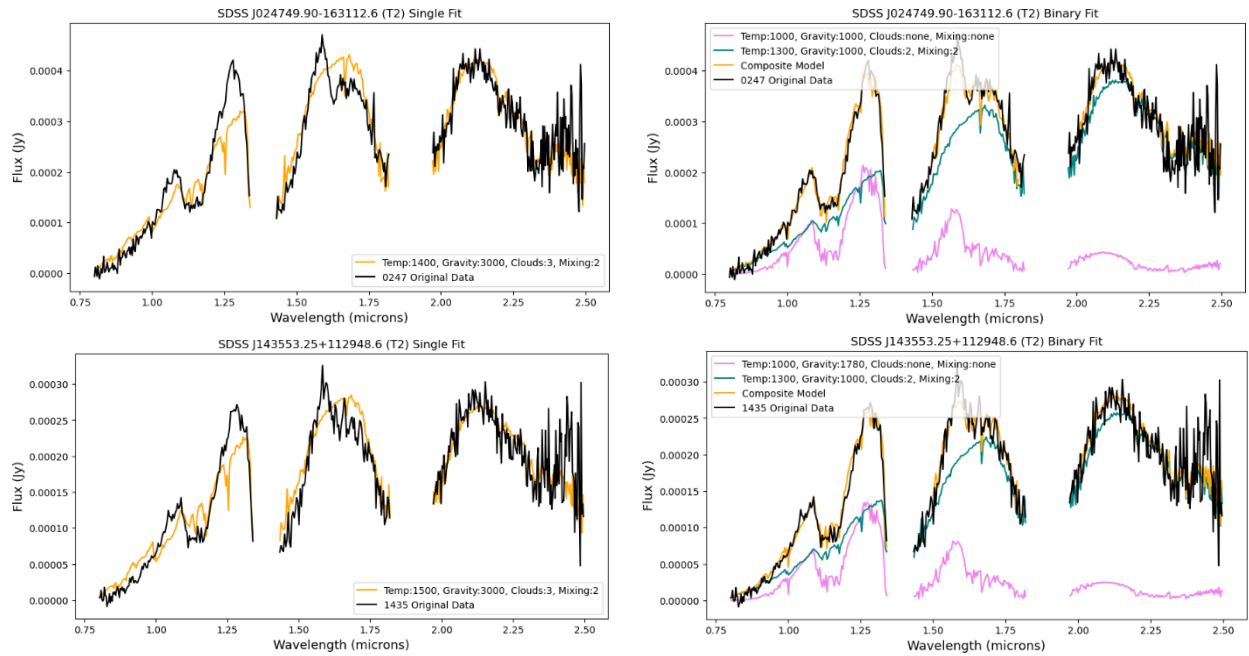 SDSS J024749.90-163112.6 (T2) Single Fit
Flux (Jy)
0.0004
0.0003
0.0002
0.0001
0.0000
Temp:1400, Gravity:3000, Clouds:3, Mixing:2
0247 Original Data
0.75 1.00 1.25 1.50 1.75 2.00 2.25 2.50
Wavelength (microns)
SDSS J024749.90-163112.6 (T2) Binary Fit
Temp:1000, Gravity:1000, Clouds:none, Mixing:none
Temp:1300, Gravity:1000, Clouds:2, Mixing:2
Composite Model
0247 Original Data
Flux (Jy)
0.0004
0.0003
0.0002
0.0001
0.0000
0.75 1.00 1.25 1.50 1.75 2.00 2.25 2.50
Wavelength (microns)
SDSS J143553.25+112948.6 (T2) Single Fit
Flux (Jy)
0.00030
0.00025
0.00020
0.00015
0.00010
0.00005
0.00000
Temp:1500, Gravity:3000, Clouds:3, Mixing:2
1435 Original Data
0.75 1.00 1.25 1.50 1.75 2.00 2.25 2.50
Wavelength (microns)
SDSS J143553.25+112948.6 (T2) Binary Fit
Temp:1000, Gravity:1780, Clouds:none, Mixing:none
Temp:1300, Gravity:1000, Clouds:2, Mixing:2
Composite Model
1435 Original Data
Flux (Jy)
0.00030
0.00025
0.00020
0.00015
0.00010
0.00005
0.00000
0.75 1.00 1.25 1.50 1.75 2.00 2.25 2.50
Wavelength (microns)